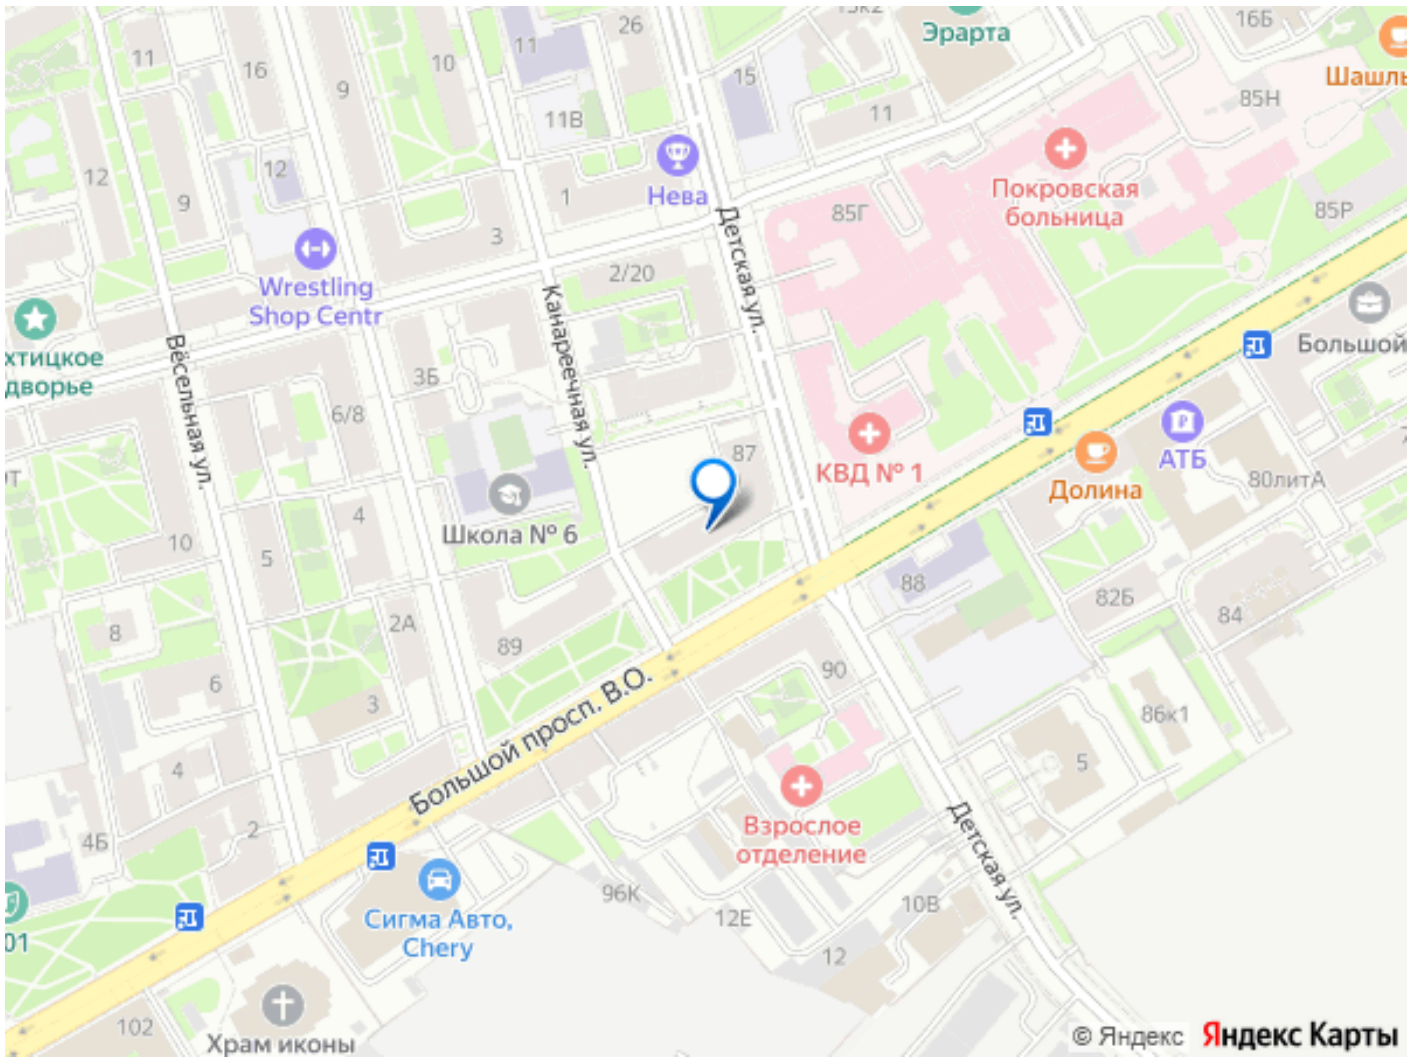 26
Эрарта
16Б
11
11
10
16
15
Шашлы
9
85Н
11В
11
12
12
Покровская
больница
9
1
Нева
85Г
85Р
3
Детская ул.
2/20
Wrestling
Shop Centr
Канареечная ул.
хтицкое
дворье
Вёсельная ул.
Большой
3Б
6/8
87
КВД № 1
АТБ
Долина
80литА
4
Школа № 6
10
5
88
82Б
84
2А
8
89
90
6
3
Большой просп. В.О.
86к1
4
5
2
Взрослое
отделение
4Б
Детская ул.
96К
10В
12Е
Сигма Авто,
Chery
01
12
102
Храм иконы
© Яндекс Яндекс Карты